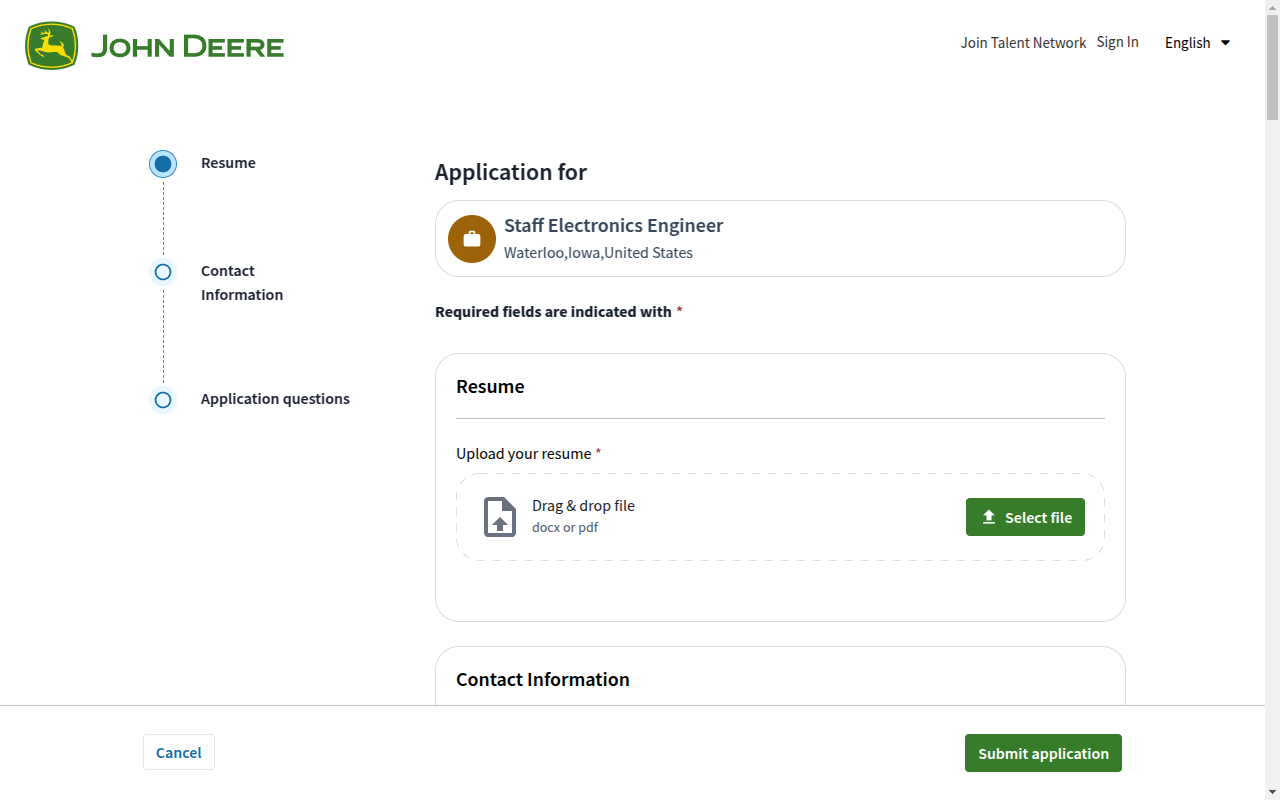 JOHN DEERE
Join Talent Network
Sign In
English
Resume
Contact
Information
Application questions
Application for
Staff Electronics Engineer
Waterloo,Iowa,United States
Required fields are indicated with *
Resume
Upload your resume *
Drag & drop file
docx or pdf
Select file
Contact Information
Cancel
Submit application